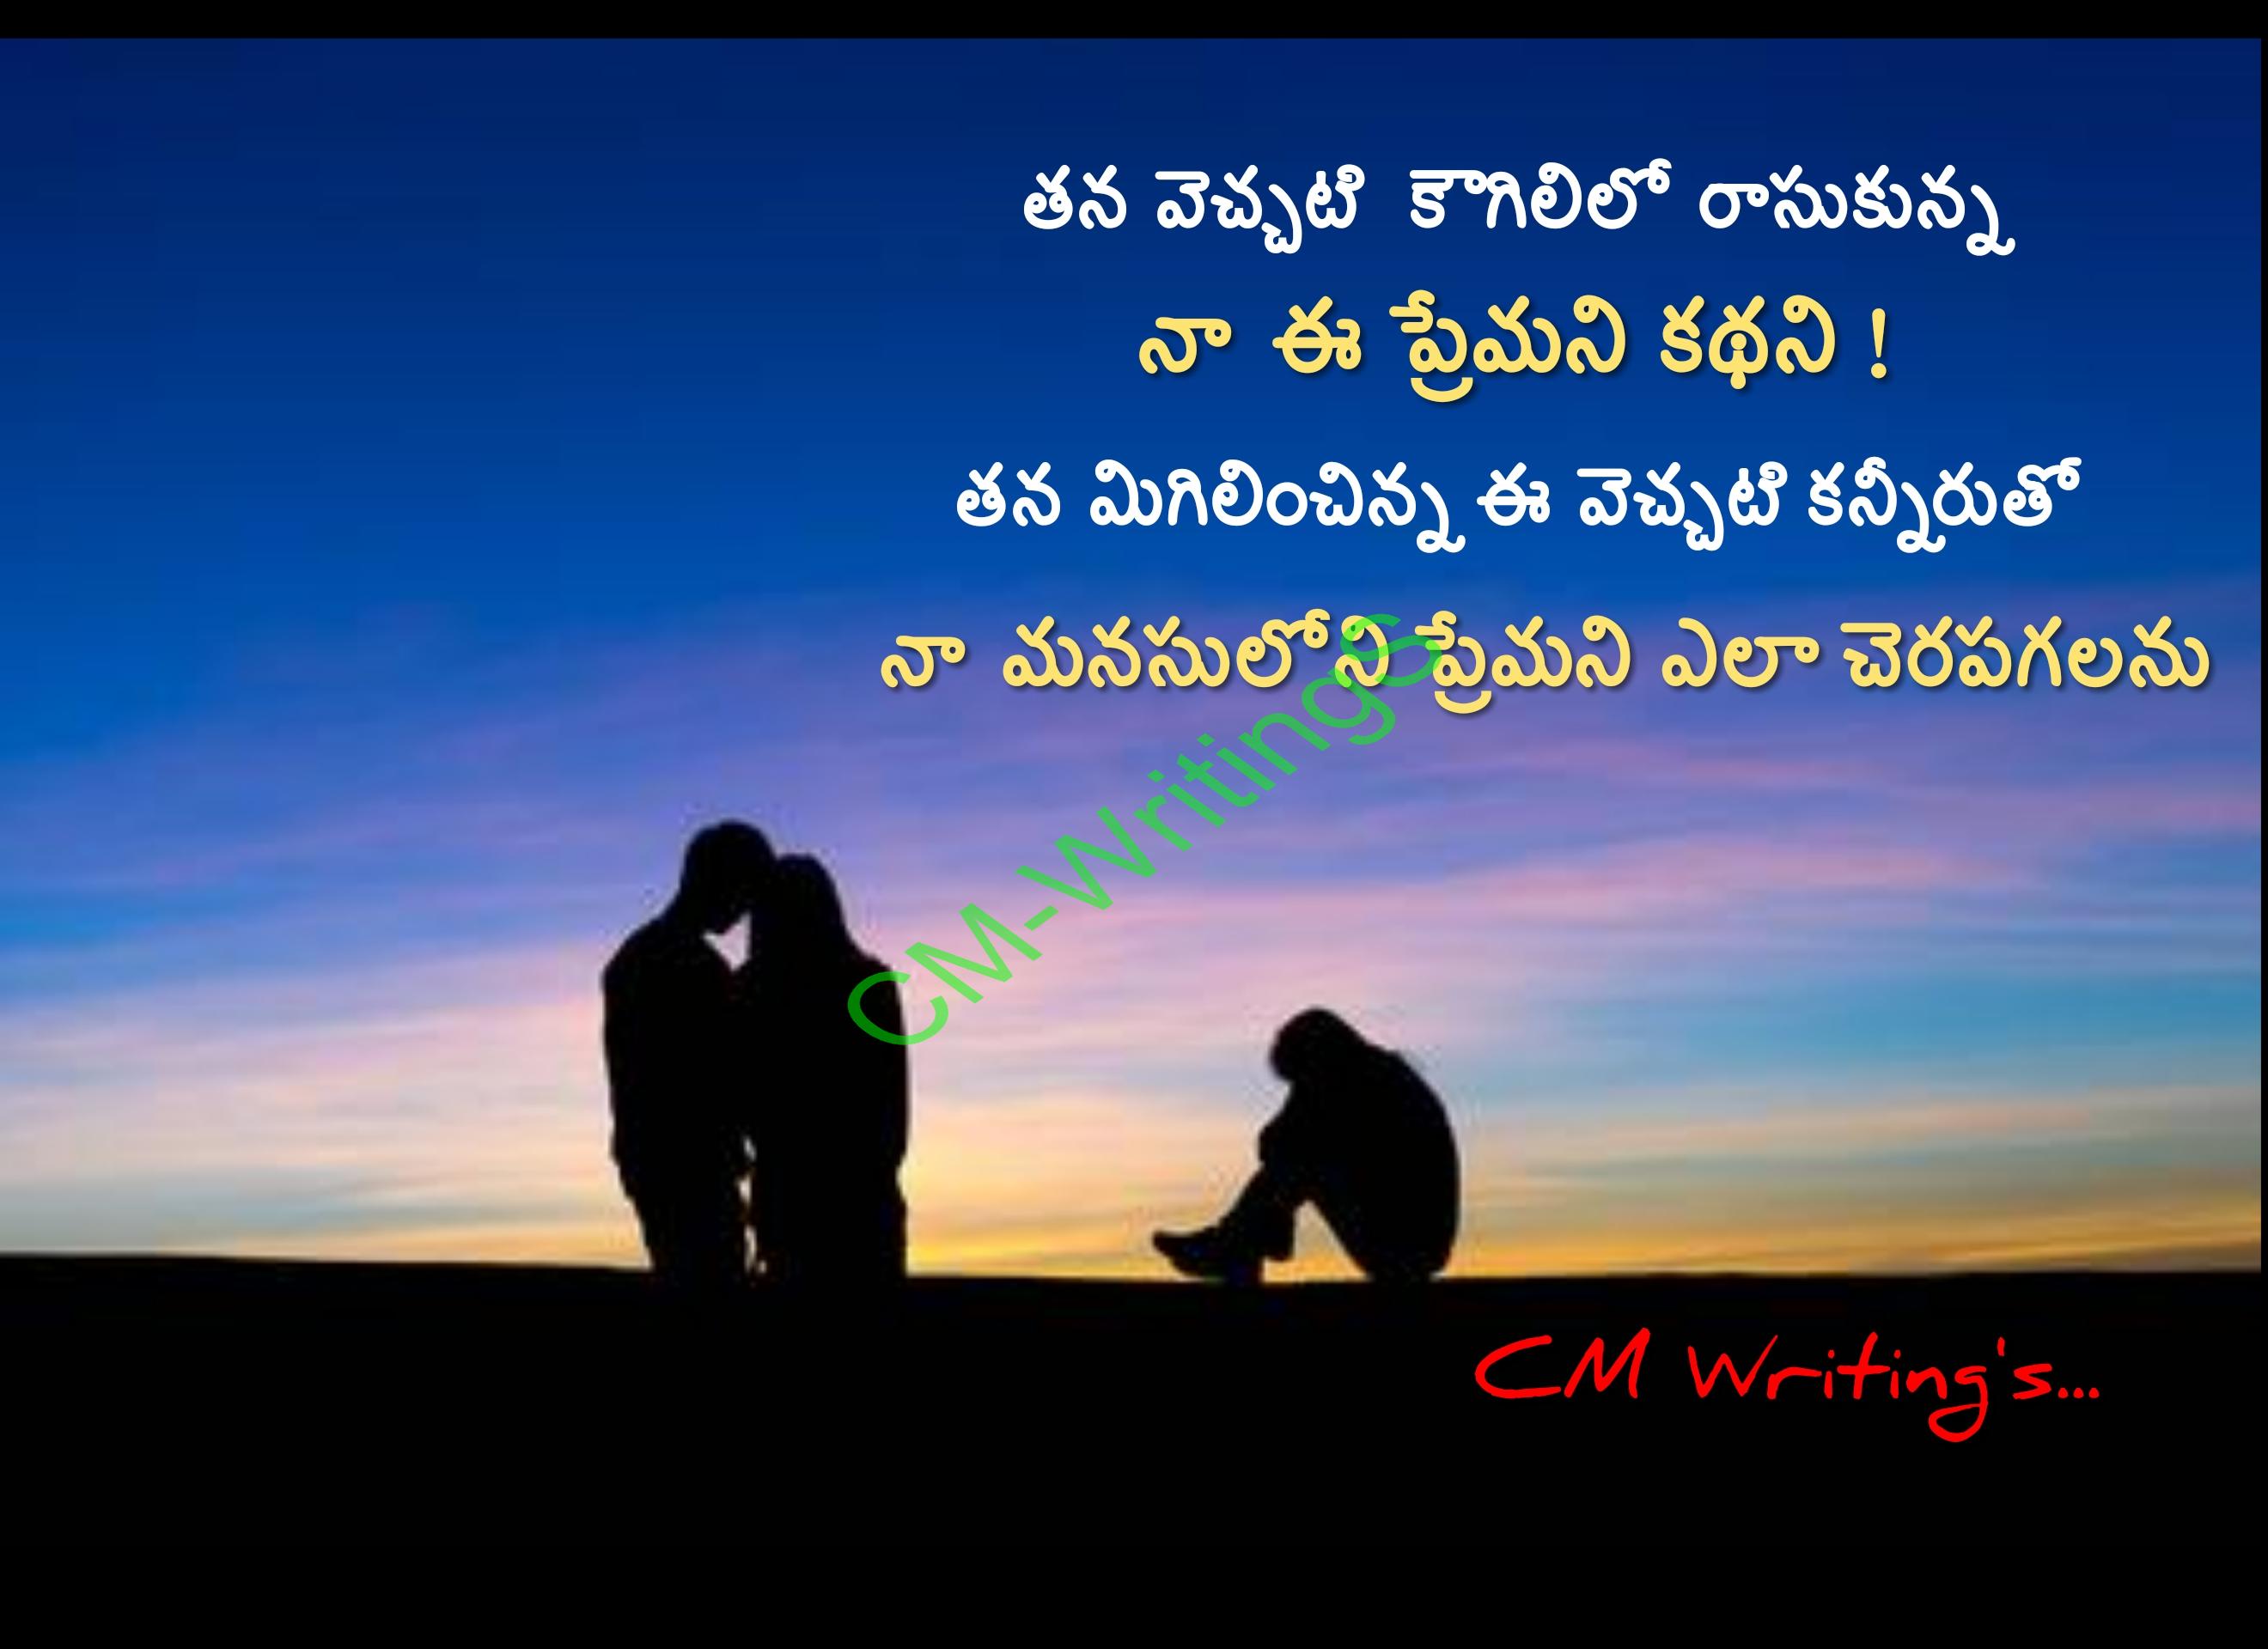 తన వెచ్చటి కౌగిలిలో రాసుకున్న
నా ఈ ప్రేమని కథని !
తన మిగిలించిన్న ఈ వెచ్చటి కన్నీరుతో
నా మనసులోని ప్రేమని ఎలా చెరపగలను
CM-Writings
CM Writing's...